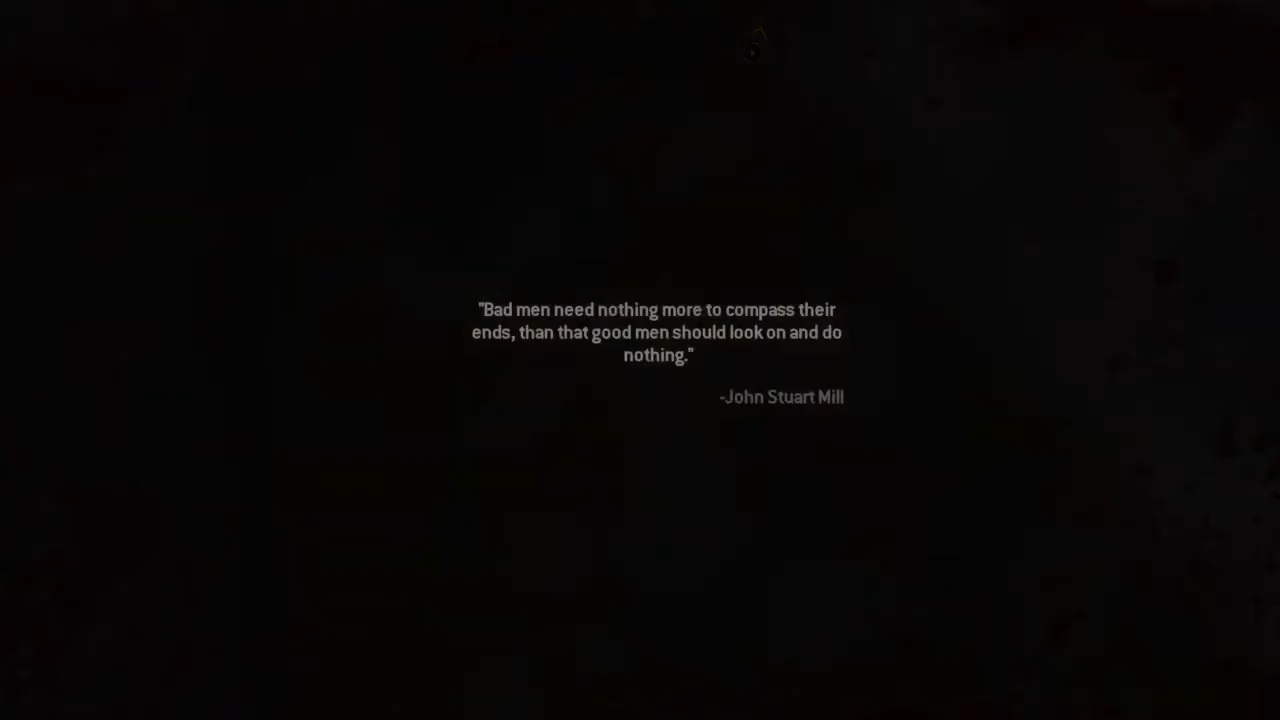 "Bad men need nothing more to compass their
ends, than that good men should look on and do
nothing."
-John Stuart Mill